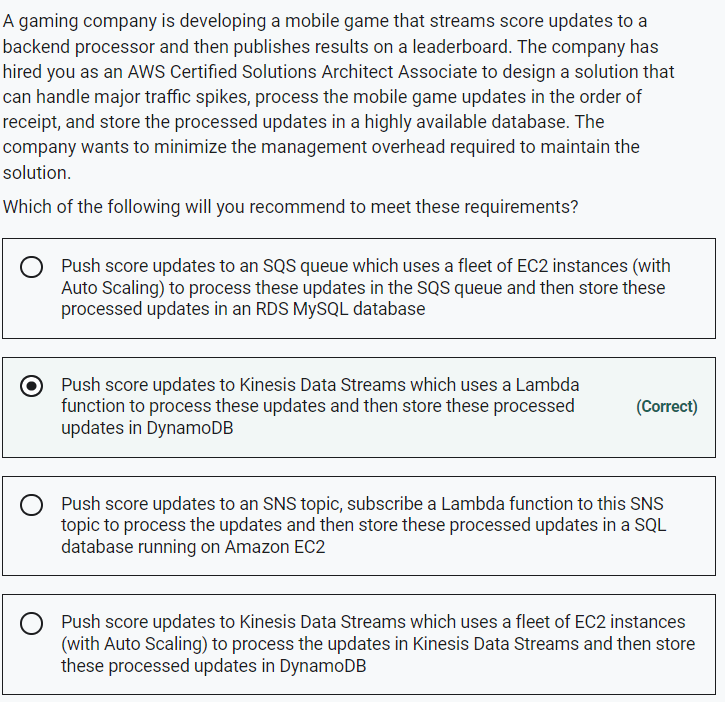 A gaming company is developing a mobile game that streams score updates to a
backend processor and then publishes results on a leaderboard. The company has
hired you as an AWS Certified Solutions Architect Associate to design a solution that
can handle major traffic spikes, process the mobile game updates in the order of
receipt, and store the processed updates in a highly available database. The
company wants to minimize the management overhead required to maintain the
solution.
Which of the following will you recommend to meet these requirements?
Push score updates to an SQS queue which uses a fleet of EC2 instances (with
Auto Scaling) to process these updates in the SQS queue and then store these
processed updates in an RDS MySQL database
Push score updates to Kinesis Data Streams which uses a Lambda
function to process these updates and then store these processed
updates in DynamoDB
(Correct)
Push score updates to an SNS topic, subscribe a Lambda function to this SNS
topic to process the updates and then store these processed updates in a SQL
database running on Amazon EC2
Push score updates to Kinesis Data Streams which uses a fleet of EC2 instances
(with Auto Scaling) to process the updates in Kinesis Data Streams and then store
these processed updates in DynamoDB